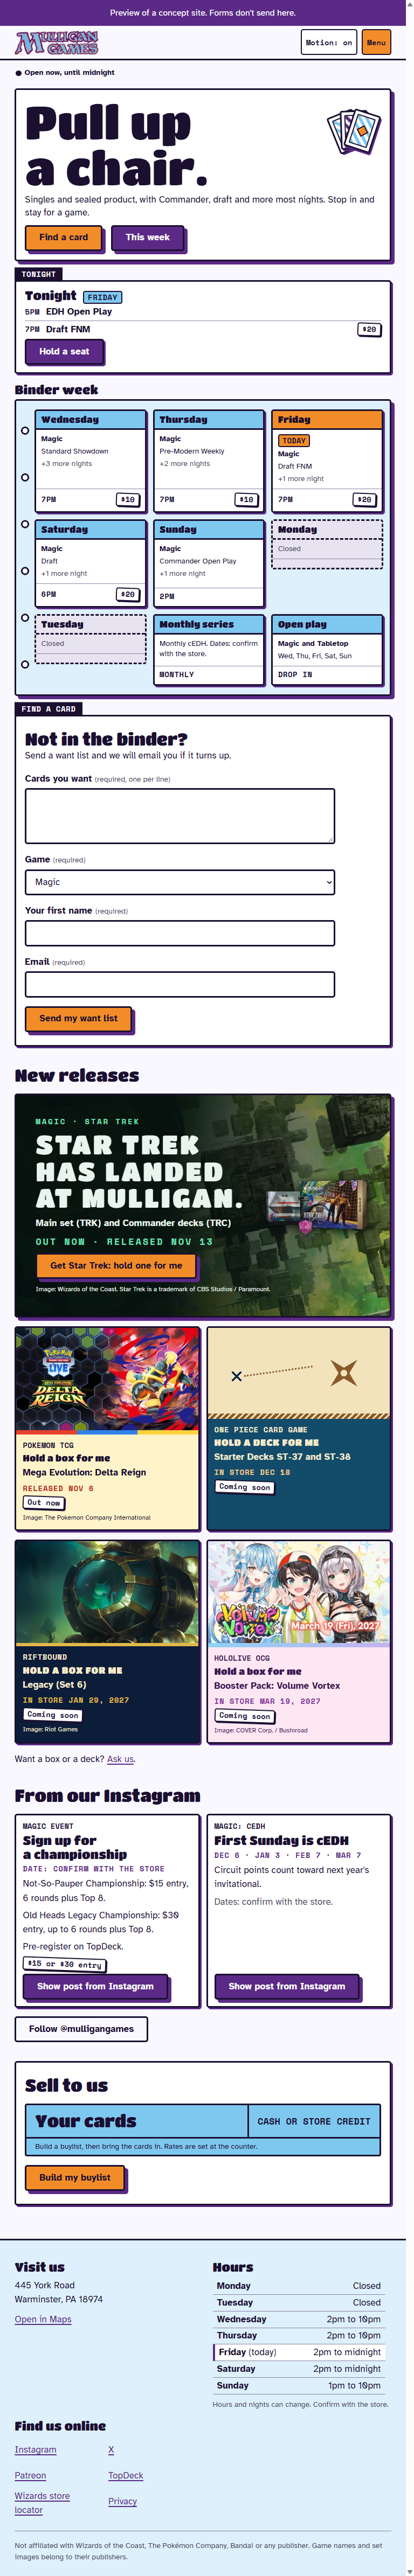 Preview of a concept site. Forms don't send here.
MULLIGAN GAMES
Motion: on
Menu
Open now, until midnight
Pull up
a chair.
Singles and sealed product, with Commander, draft and more most nights. Stop in and
stay for a game.
Find a card
This week
TONIGHT
Tonight FRIDAY
5PM EDH Open Play
7PM Draft FNM $20
Hold a seat
Binder week
Wednesday
Magic
Standard Showdown
+3 more nights
7PM $10
Thursday
Magic
Pre-Modern Weekly
+2 more nights
7PM $10
Friday
TODAY
Magic
Draft FNM
+1 more night
7PM $20
Saturday
Magic
Draft
+1 more night
6PM $20
Sunday
Magic
Commander Open Play
+1 more night
2PM
Monday
Closed
Tuesday
Closed
Monthly series
Monthly cEDH. Dates: confirm
with the store.
MONTHLY
Open play
Magic and Tabletop
Wed, Thu, Fri, Sat, Sun
DROP IN
FIND A CARD
Not in the binder?
Send a want list and we will email you if it turns up.
Cards you want (required, one per line)
Game (required)
Magic
Your first name (required)
Email (required)
Send my want list
New releases
MAGIC · STAR TREK
STAR TREK
HAS LANDED
AT MULLIGAN.
Main set (TRK) and Commander decks (TRC)
OUT NOW · RELEASED NOV 13
Get Star Trek: hold one for me
Image: Wizards of the Coast. Star Trek is a trademark of CBS Studios / Paramount.
Pokémon
LIVE
DELTA
REIGN
POKEMON TCG
Hold a box for me
Mega Evolution: Delta Reign
RELEASED NOV 6
Out now
Image: The Pokemon Company International
ONE PIECE CARD GAME
HOLD A DECK FOR ME
Starter Decks ST-37 and ST-38
IN STORE DEC 18
Coming soon
RIFTBOUND
HOLD A BOX FOR ME
Legacy (Set 6)
IN STORE JAN 29, 2027
Coming soon
Image: Riot Games
Volume
Vortex
March 19 (Fri), 2027
HOLOLIVE OCG
Hold a box for me
Booster Pack: Volume Vortex
IN STORE MAR 19, 2027
Coming soon
Image: COVER Corp. / Bushiroad
Want a box or a deck? Ask us.
From our Instagram
MAGIC EVENT
Sign up for
a championship
DATE: CONFIRM WITH THE STORE
Not-So-Pauper Championship: $15 entry,
6 rounds plus Top 8.
Old Heads Legacy Championship: $30
entry, up to 6 rounds plus Top 8.
Pre-register on TopDeck.
$15 or $30 entry
Show post from Instagram
MAGIC: CEDH
First Sunday is cEDH
DEC 6 · JAN 3 · FEB 7 · MAR 7
Circuit points count toward next year's
invitational.
Dates: confirm with the store.
Show post from Instagram
Follow @mulligangames
Sell to us
Your cards
CASH OR STORE CREDIT
Build a buylist, then bring the cards in. Rates are set at the counter.
Build my buylist
Visit us
445 York Road
Warminster, PA 18974
Open in Maps
Hours
Monday Closed
Tuesday Closed
Wednesday 2pm to 10pm
Thursday 2pm to 10pm
Friday (today) 2pm to midnight
Saturday 2pm to midnight
Sunday 1pm to 10pm
Hours and nights can change. Confirm with the store.
Find us online
Instagram
X
Patreon
TopDeck
Wizards store
locator
Privacy
Not affiliated with Wizards of the Coast, The Pokémon Company, Bandai or any publisher. Game names and set
images belong to their publishers.